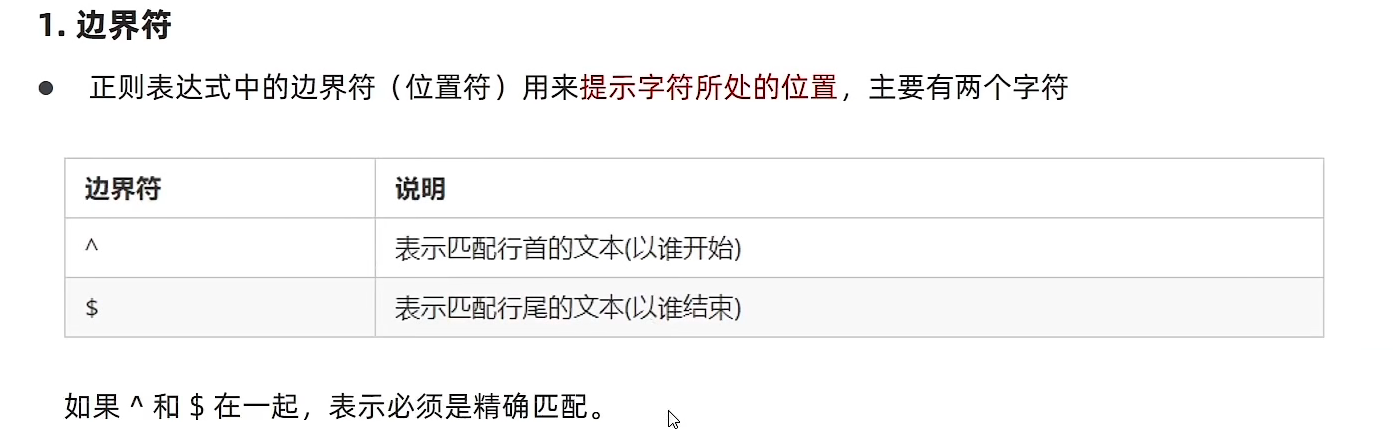 1. 边界符
● 正则表达式中的边界符（位置符）用来提示字符所处的位置，主要有两个字符
边界符 说明
^ 表示匹配行首的文本(以谁开始)
$ 表示匹配行尾的文本(以谁结束)
如果 ^ 和 $ 在一起，表示必须是精确匹配。